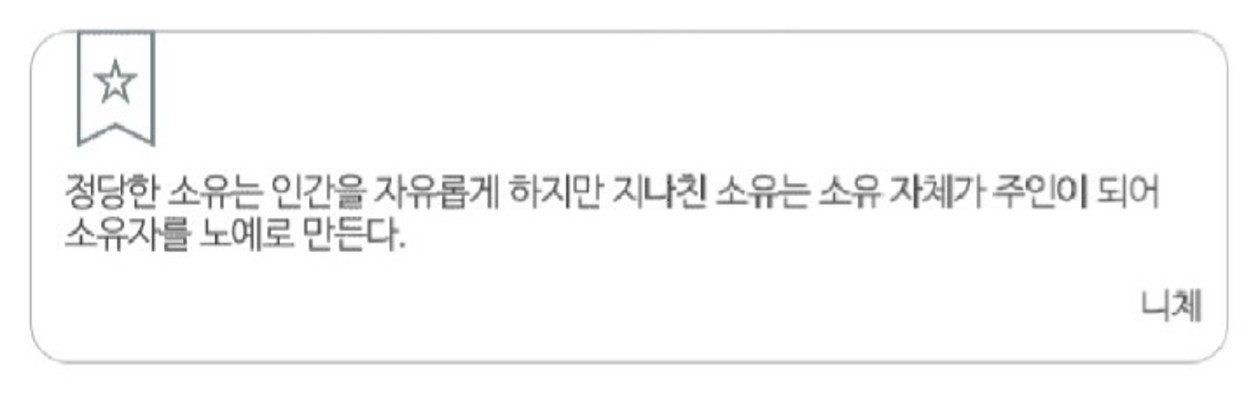 정당한 소유는 인간을 자유롭게 하지만 지나친 소유는 소유 자체가 주인이 되어
소유자를 노예로 만든다.
니체